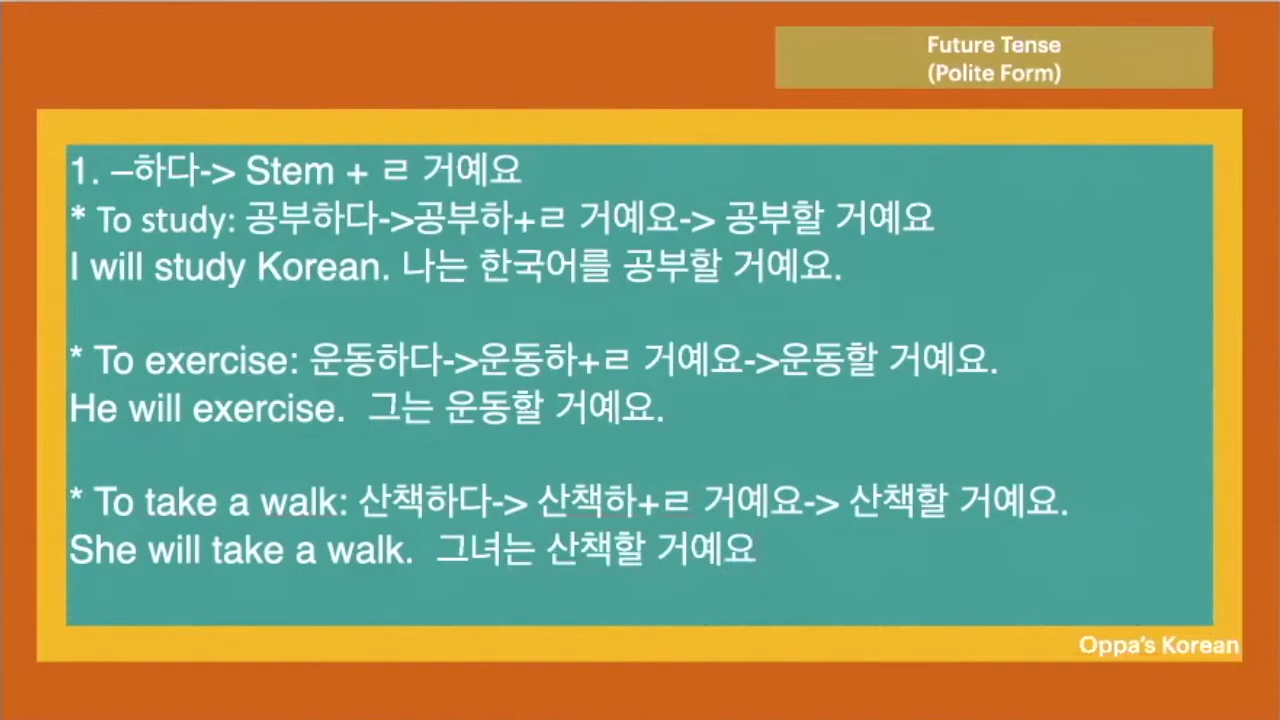 Future Tense
(Polite Form)
1. –하다-> Stem + ㄹ 거예요
* To study: 공부하다->공부하+ㄹ 거예요-> 공부할 거예요
I will study Korean. 나는 한국어를 공부할 거예요.
* To exercise: 운동하다->운동하+ㄹ 거예요->운동할 거예요.
He will exercise.  그는 운동할 거예요.
* To take a walk: 산책하다-> 산책하+ㄹ 거예요-> 산책할 거예요.
She will take a walk.  그녀는 산책할 거예요
Oppa's Korean